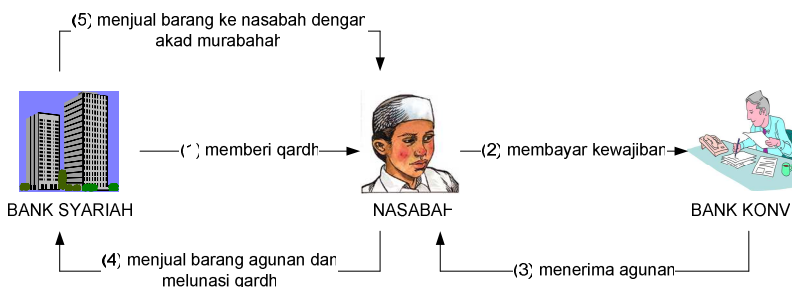 (5) menjual barang ke nasabah dengan
akad murabahah
(1) memberi qardh
(2) membayar kewajiban
BANK SYARIAH
NASABAH
BANK KONV
(4) menjual barang agunan dan
melunasi qardh
(3) menerima agunan